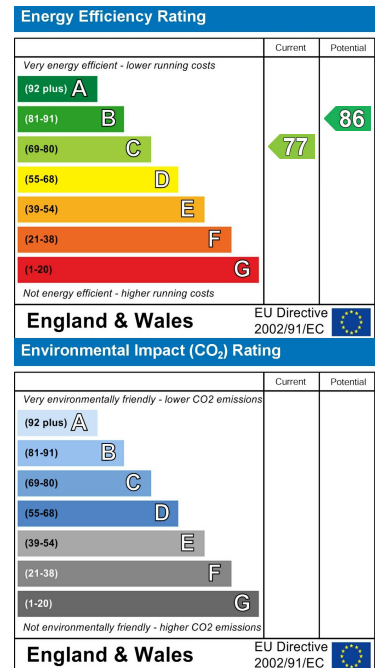 Energy Efficiency Rating
Current Potential
Very energy efficient - lower running costs
(92 plus) A
(81-91) B
86
(69-80) C
77
(55-68) D
(39-54) E
(21-38) F
(1-20) G
Not energy efficient - higher running costs
England & Wales
EU Directive
2002/91/EC
Environmental Impact (CO₂) Rating
Current Potential
Very environmentally friendly - lower CO2 emissions
(92 plus) A
(81-91) B
(69-80) C
(55-68) D
(39-54) E
(21-38) F
(1-20) G
Not environmentally friendly - higher CO2 emissions
England & Wales
EU Directive
2002/91/EC